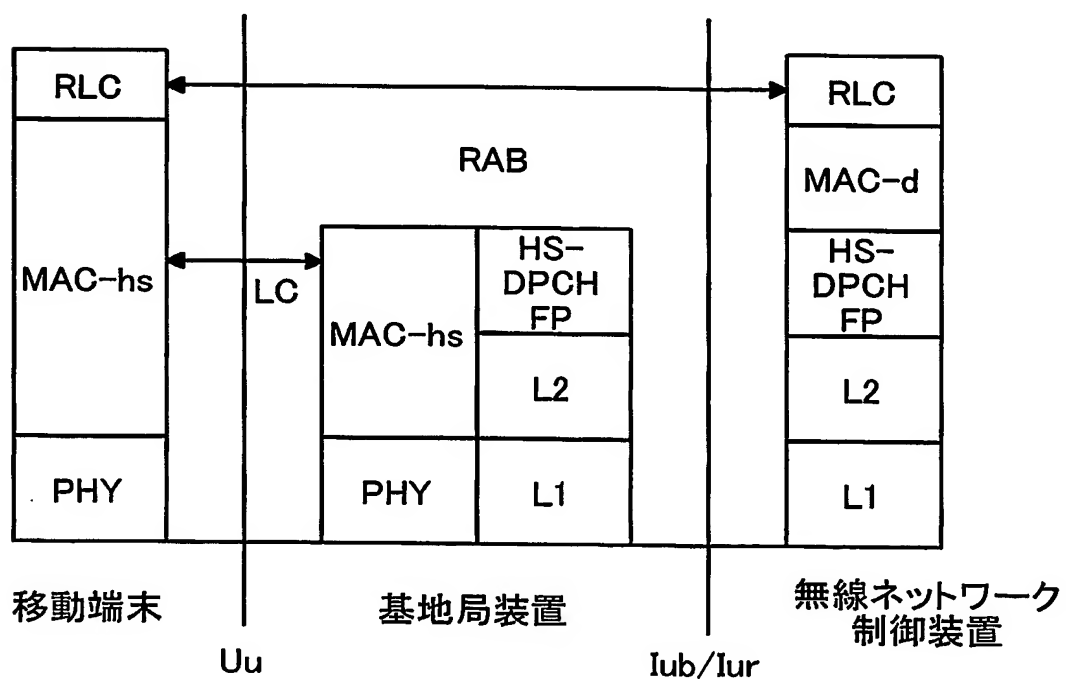 RLC
RLC
RAB
MAC-d
MAC-hs
LC
MAC-hs
HS-
DPCH
FP
HS-
DPCH
FP
L2
L2
PHY
PHY
L1
L1
移動端末
基地局装置
無線ネットワーク
制御装置
Uu
Iub/Iur